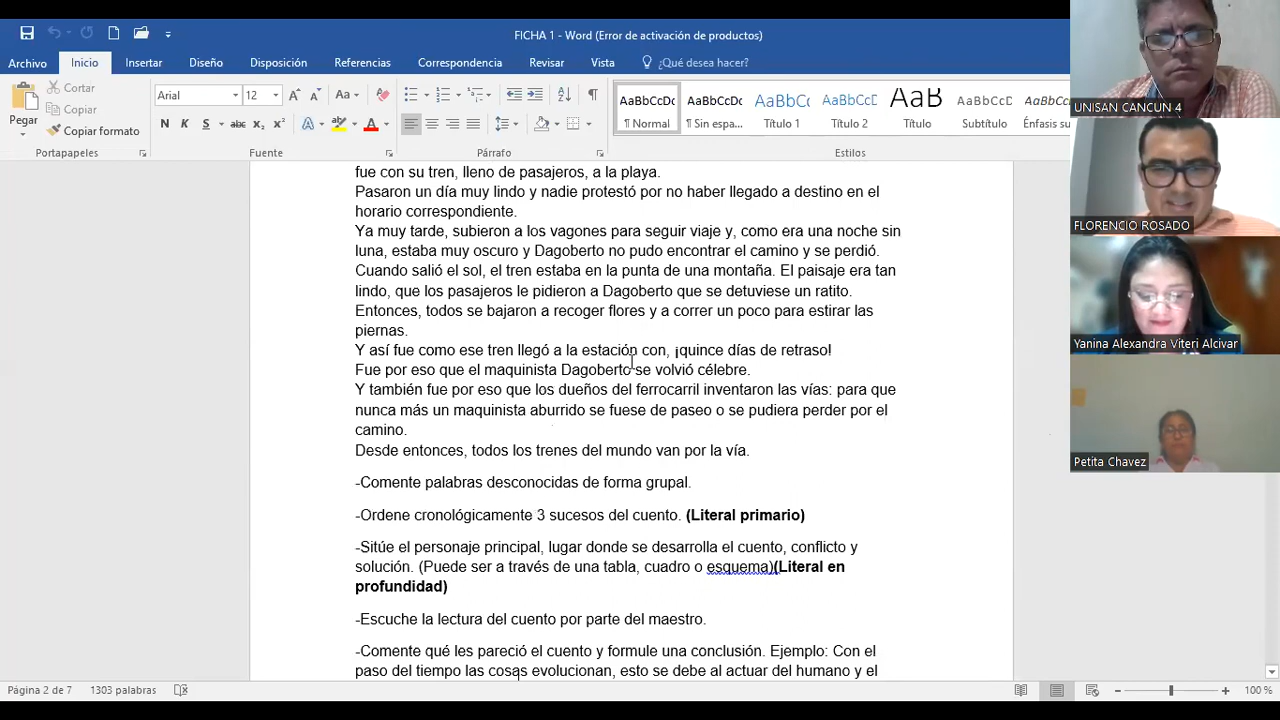 FICHA 1 - Word (Error de activación de productos)
Archivo Inicio Insertar Diseño Disposición Referencias Correspondencia Revisar Vista ¿Qué desea hacer?
Pegar
Cortar
Copiar
Copiar formato
Portapapeles
Arial 12 Aa
N K S abc x₂ x² A A
Fuente
Párrafo
AaBbCcDc AaBbCcDc AaBbCc AaBbCcC AaB AaBbCcD AaBbCcDc
¶ Normal ¶ Sin espa... Título 1 Título 2 Título Subtítulo Énfasis su
Estilos
UNISAN CANCUN 4
FLORENCIO ROSADO
Yanina Alexandra Viteri Alcivar
Petita Chavez
fue con su tren, lleno de pasajeros, a la playa.
Pasaron un día muy lindo y nadie protestó por no haber llegado a destino en el
horario correspondiente.
Ya muy tarde, subieron a los vagones para seguir viaje y, como era una noche sin
luna, estaba muy oscuro y Dagoberto no pudo encontrar el camino y se perdió.
Cuando salió el sol, el tren estaba en la punta de una montaña. El paisaje era tan
lindo, que los pasajeros le pidieron a Dagoberto que se detuviese un ratito.
Entonces, todos se bajaron a recoger flores y a correr un poco para estirar las
piernas.
Y así fue como ese tren llegó a la estación con, ¡quince días de retraso!
Fue por eso que el maquinista Dagoberto se volvió célebre.
Y también fue por eso que los dueños del ferrocarril inventaron las vías: para que
nunca más un maquinista aburrido se fuese de paseo o se pudiera perder por el
camino.
Desde entonces, todos los trenes del mundo van por la vía.
-Comente palabras desconocidas de forma grupal.
-Ordene cronológicamente 3 sucesos del cuento. (Literal primario)
-Sitúe el personaje principal, lugar donde se desarrolla el cuento, conflicto y
solución. (Puede ser a través de una tabla, cuadro o esquema)(Literal en
profundidad)
-Escuche la lectura del cuento por parte del maestro.
-Comente qué les pareció el cuento y formule una conclusión. Ejemplo: Con el
paso del tiempo las cosas evolucionan, esto se debe al actuar del humano y el
Página 2 de 7 1303 palabras 100 %